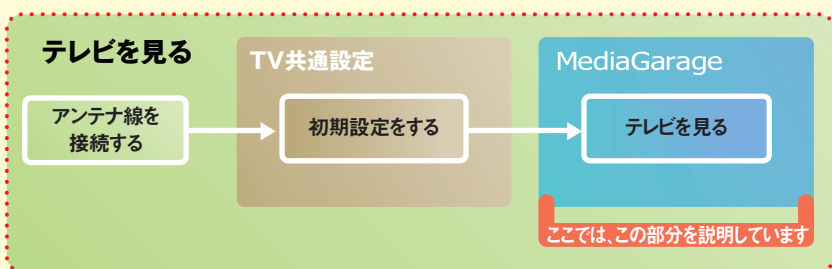 テレビを見る
TV共通設定
MediaGarage
アンテナ線を
接続する
初期設定をする
テレビを見る
ここでは、この部分を説明しています